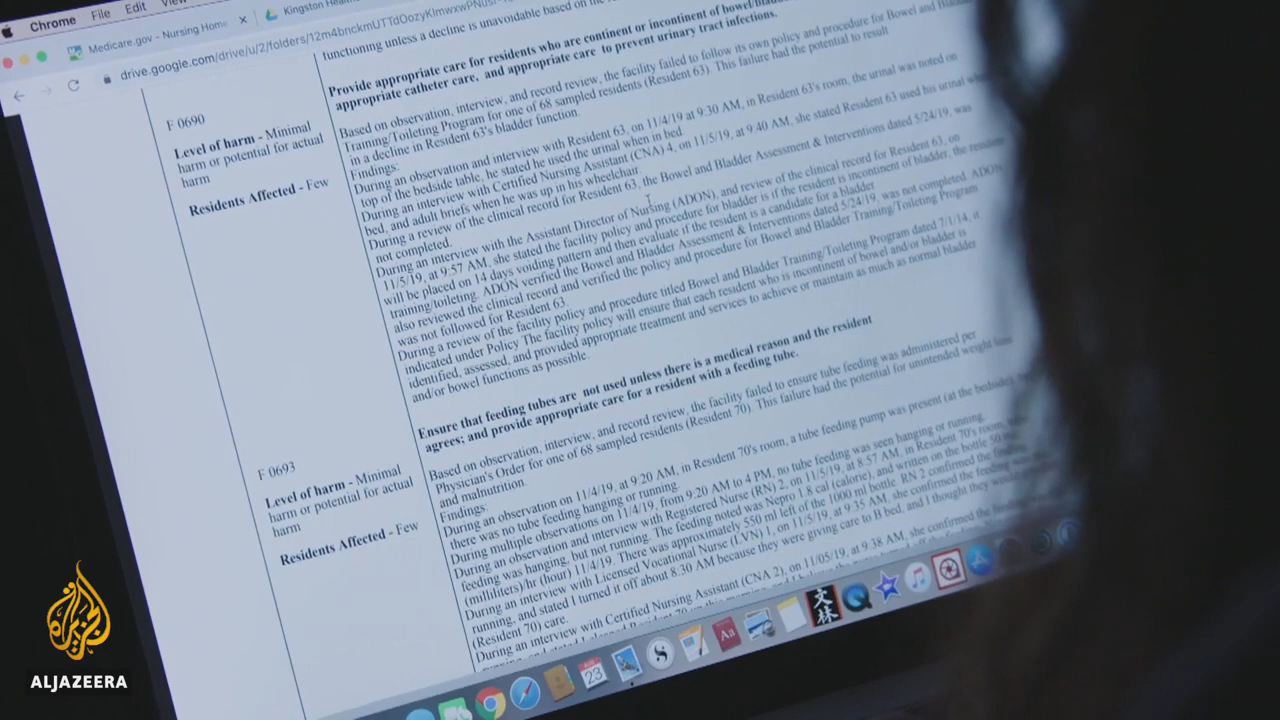 Chrome File Edit View
Medicare.gov - Nursing Hom
Kingston Health
drive.google.com/drive/u/2/folders/
functioning unless a decline is unavoidable based on the
F 0690
Level of harm - Minimal
harm or potential for actual
harm
Residents Affected - Few
Provide appropriate care for residents who are continent or incontinent of bowel/bladder,
appropriate catheter care, and appropriate care to prevent urinary tract infections.
Based on observation, interview, and record review, the facility failed to follow its own policy and procedure for Bowel and Bladder
Training/Toileting Program for one of 68 sampled residents (Resident 63). This failure had the potential to result
in a decline in Resident 63's bladder function.
Findings:
During an observation and interview with Resident 63, on 11/4/19 at 9:30 AM, in Resident 63's room, the urinal was noted on
top of the bedside table, he stated he used the urinal when in bed.
During an interview with Certified Nursing Assistant (CNA) 4, on 11/5/19, at 9:40 AM, she stated Resident 63 used his urinal when
bed, and adult briefs when he was up in his wheelchair.
During a review of the clinical record for Resident 63, the Bowel and Bladder Assessment & Interventions dated 5/24/19, was
not completed.
During an interview with the Assistant Director of Nursing (ADON), and review of the clinical record for Resident 63, on
11/5/19, at 9:57 AM, she stated the facility policy and procedure for bladder is if the resident is incontinent of bladder, the resident
will be placed on 14 days voiding pattern and then evaluate if the resident is a candidate for a bladder
training/toileting. ADON verified the Bowel and Bladder Assessment & Interventions dated 5/24/19, was not completed. ADON
also reviewed the clinical record and verified the policy and procedure for Bowel and Bladder Training/Toileting Program
was not followed for Resident 63.
During a review of the facility policy and procedure titled Bowel and Bladder Training/Toileting Program dated 7/1/14, it
indicated under Policy The facility policy will ensure that each resident who is incontinent of bowel and/or bladder is
identified, assessed, and provided appropriate treatment and services to achieve or maintain as much as normal bladder
and/or bowel functions as possible.
F 0693
Level of harm - Minimal
harm or potential for actual
harm
Residents Affected - Few
Ensure that feeding tubes are not used unless there is a medical reason and the resident
agrees; and provide appropriate care for a resident with a feeding tube.
Based on observation, interview, and record review, the facility failed to ensure tube feeding was administered per
Physician's Order for one of 68 sampled residents (Resident 70). This failure had the potential for unintended weight loss
and malnutrition.
Findings:
During an observation on 11/4/19, at 9:20 AM, in Resident 70's room, a tube feeding pump was present (at the bedside
there was no tube feeding hanging or running.
During multiple observations on 11/4/19, from 9:20 AM to 4 PM, no tube feeding was seen hanging or running.
During an observation and interview with Registered Nurse (RN) 2, on 11/5/19, at 8:57 AM, in Resident 70's room,
feeding was hanging, but not running. The feeding noted was Nepro 1.8 cal (calorie), and written on the bottle 50 ml
(milliliters)/hr (hour) 11/4/19. There was approximately 550 ml left of the 1000 ml bottle. RN 2 confirmed the
During an interview with Licensed Vocational Nurse (LVN) 1, on 11/5/19, at 9:35 AM, she confirmed the feeding was
running, and stated I turned it off about 8:30 AM because they were giving care to B bed, and I thought they
(Resident 70) care.
During an interview with Certified Nursing Assistant (CNA 2), on 11/05/19, at 9:38 AM, she confirmed the
23
Aa
文林
ALJAZEERA